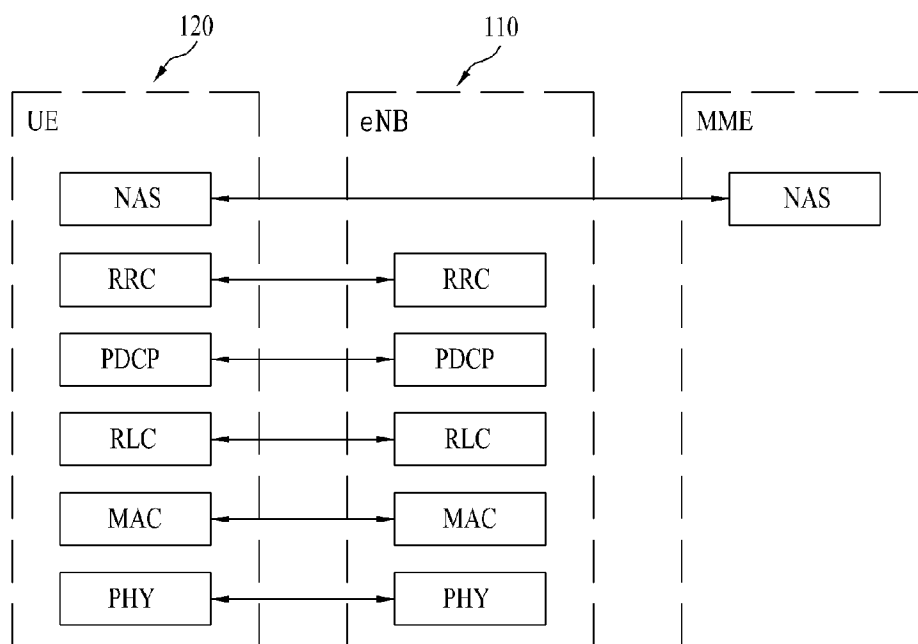 120
110
UE
eNB
MME
NAS
NAS
RRC
RRC
PDCP
PDCP
RLC
RLC
MAC
MAC
PHY
PHY